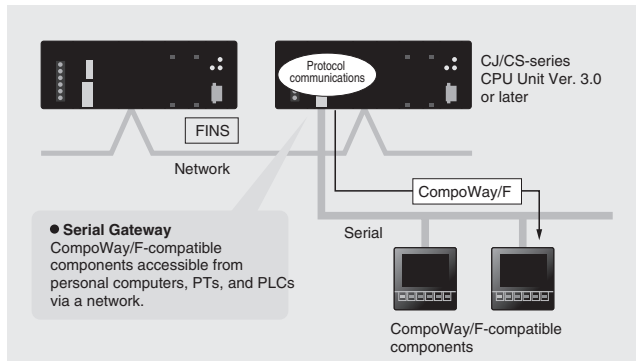 Protocol
communications
CJ/CS-series
CPU Unit Ver. 3.0
or later
FINS
Network
CompoWay/F
● Serial Gateway
CompoWay/F-compatible
components accessible from
personal computers, PTs, and PLCs
via a network.
Serial
CompoWay/F-compatible
components